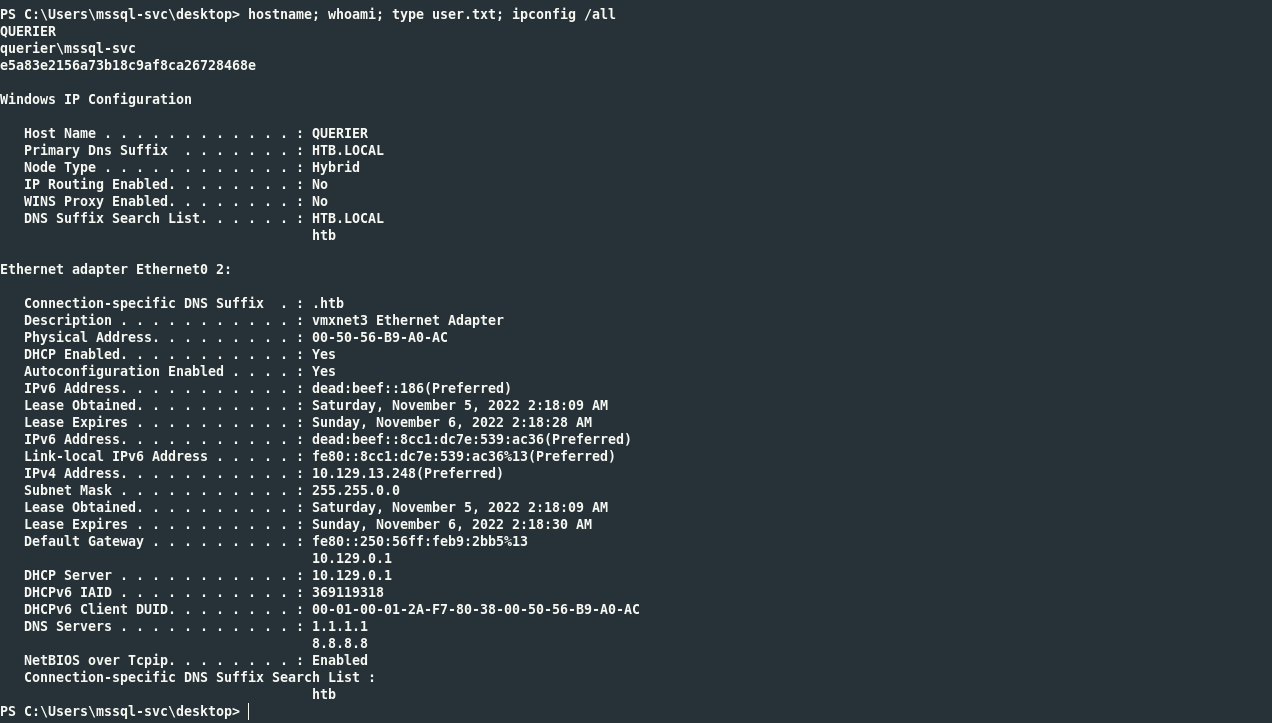 PS C:\Users\mssql-svc\desktop> hostname; whoami; type user.txt; ipconfig /all
QUERIER
querier\mssql-svc
e5a83e2156a73b18c9af8ca26728468e
Windows IP Configuration
Host Name . . . . . . . . . . . . : QUERIER
Primary Dns Suffix  . . . . . . . : HTB.LOCAL
Node Type . . . . . . . . . . . . : Hybrid
IP Routing Enabled. . . . . . . . : No
WINS Proxy Enabled. . . . . . . . : No
DNS Suffix Search List. . . . . . : HTB.LOCAL
htb
Ethernet adapter Ethernet0 2:
Connection-specific DNS Suffix  . : .htb
Description . . . . . . . . . . . : vmxnet3 Ethernet Adapter
Physical Address. . . . . . . . . : 00-50-56-B9-A0-AC
DHCP Enabled. . . . . . . . . . . : Yes
Autoconfiguration Enabled . . . . : Yes
IPv6 Address. . . . . . . . . . . : dead:beef::186(Preferred)
Lease Obtained. . . . . . . . . . : Saturday, November 5, 2022 2:18:09 AM
Lease Expires . . . . . . . . . . : Sunday, November 6, 2022 2:18:28 AM
IPv6 Address. . . . . . . . . . . : dead:beef::8cc1:dc7e:539:ac36(Preferred)
Link-local IPv6 Address . . . . . : fe80::8cc1:dc7e:539:ac36%13(Preferred)
IPv4 Address. . . . . . . . . . . : 10.129.13.248(Preferred)
Subnet Mask . . . . . . . . . . . : 255.255.0.0
Lease Obtained. . . . . . . . . . : Saturday, November 5, 2022 2:18:09 AM
Lease Expires . . . . . . . . . . : Sunday, November 6, 2022 2:18:30 AM
Default Gateway . . . . . . . . . : fe80::250:56ff:feb9:2bb5%13
10.129.0.1
DHCP Server . . . . . . . . . . . : 10.129.0.1
DHCPv6 IAID . . . . . . . . . . . : 369119318
DHCPv6 Client DUID. . . . . . . . : 00-01-00-01-2A-F7-80-38-00-50-56-B9-A0-AC
DNS Servers . . . . . . . . . . . : 1.1.1.1
8.8.8.8
NetBIOS over Tcpip. . . . . . . . : Enabled
Connection-specific DNS Suffix Search List :
htb
PS C:\Users\mssql-svc\desktop>